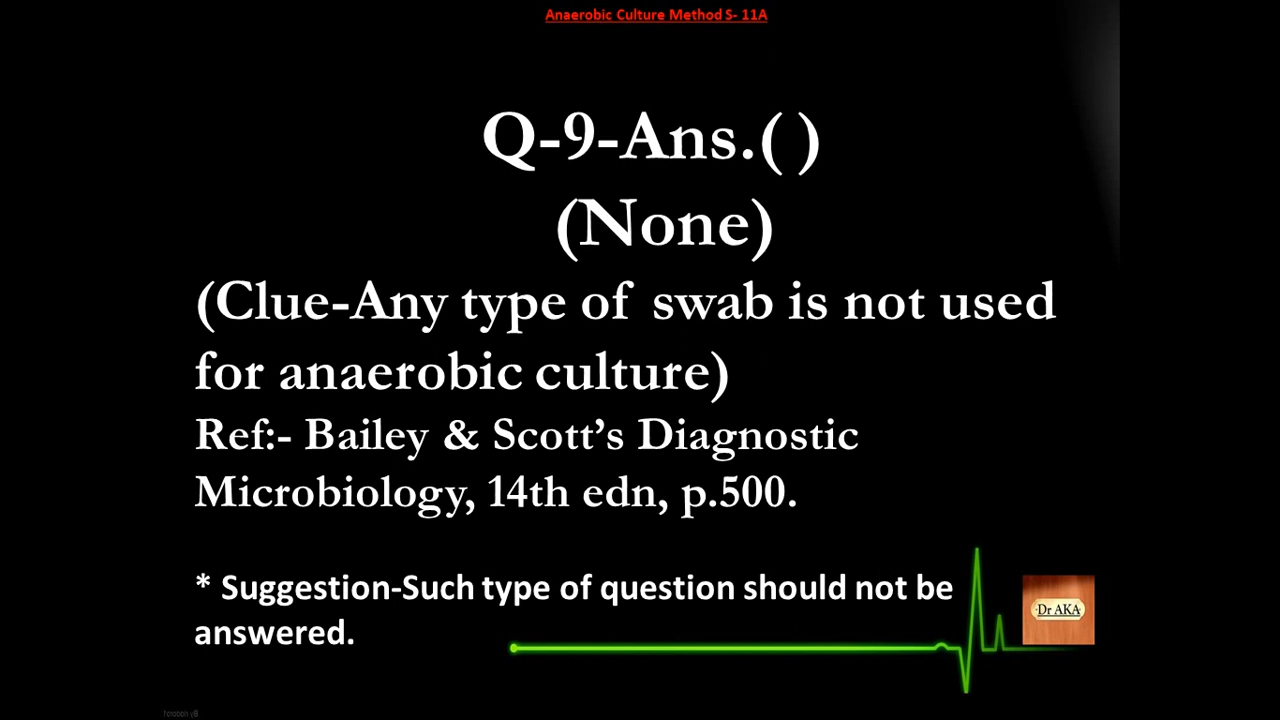 Anaerobic Culture Method S- 11A
Q-9-Ans.( )
(None)
(Clue-Any type of swab is not used
for anaerobic culture)
Ref:- Bailey & Scott’s Diagnostic
Microbiology, 14th edn, p.500.
* Suggestion-Such type of question should not be
answered.
Dr AKA